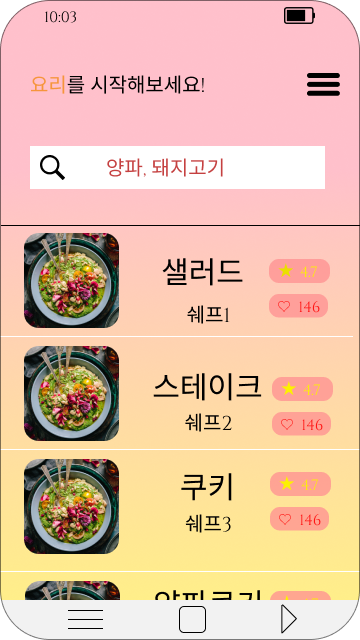 10:03
요리를 시작해보세요!
양파, 돼지고기
샐러드
4.7
쉐프1
146
스테이크
4.7
쉐프2
146
쿠키
4.7
쉐프3
146